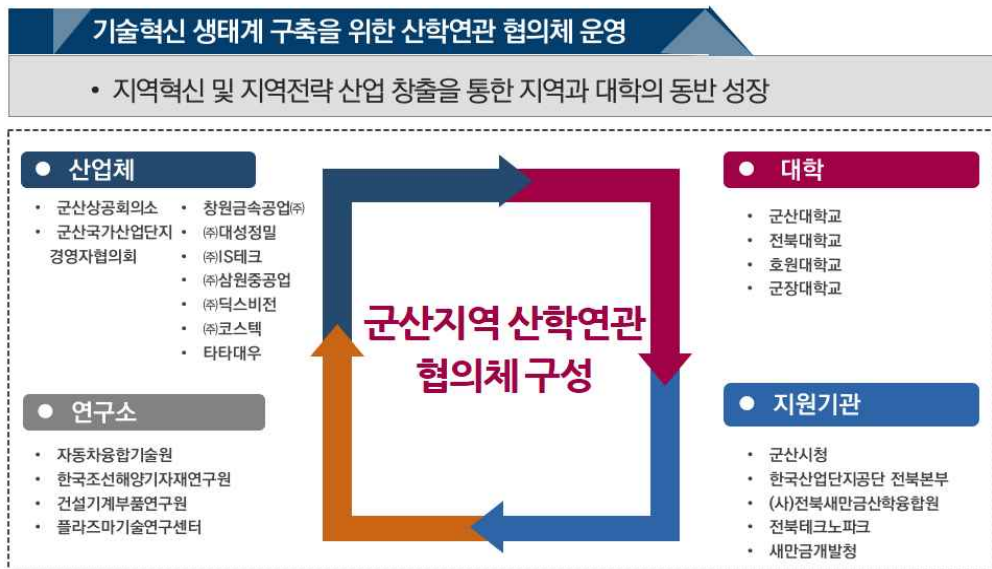 기술혁신 생태계 구축을 위한 산학연관 협의체 운영
• 지역혁신 및 지역전략 산업 창출을 통한 지역과 대학의 동반 성장
● 산업체
• 군산상공회의소
• 군산국가산업단지
경영자협의회
• 창원금속공업㈜
• ㈜대성정밀
• ㈜IS테크
• ㈜삼원중공업
• ㈜딕스비전
• ㈜코스텍
• 타타대우
● 대학
• 군산대학교
• 전북대학교
• 호원대학교
• 군장대학교
군산지역 산학연관
협의체 구성
● 연구소
• 자동차융합기술원
• 한국조선해양기자재연구원
• 건설기계부품연구원
• 플라즈마기술연구센터
● 지원기관
• 군산시청
• 한국산업단지공단 전북본부
• (사)전북새만금산학융합원
• 전북테크노파크
• 새만금개발청